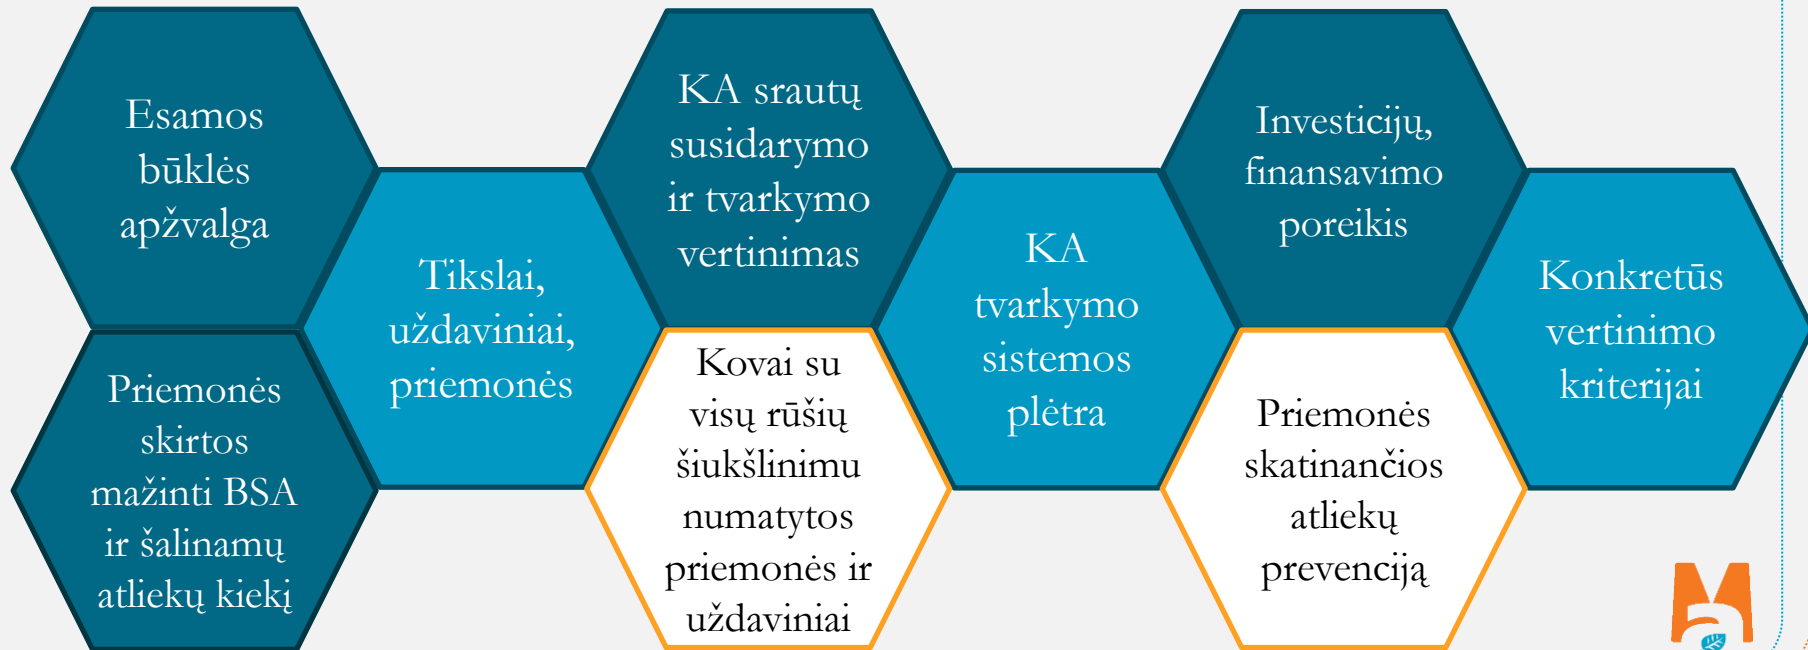 Esamos
būklės
apžvalga
Priemonės
skirtos
mažinti BSA
ir šalinamų
atliekų kiekį
Tikslai,
uždaviniai,
priemonės
KA srautų
susidarymo
ir tvarkymo
vertinimas
Kovai su
visų rūšių
šiukšlinimu
numatytos
priemonės ir
uždaviniai
KA
tvarkymo
sistemos
plėtra
Investicijų,
finansavimo
poreikis
Priemonės
skatinančios
atliekų
prevenciją
Konkretūs
vertinimo
kriterijai